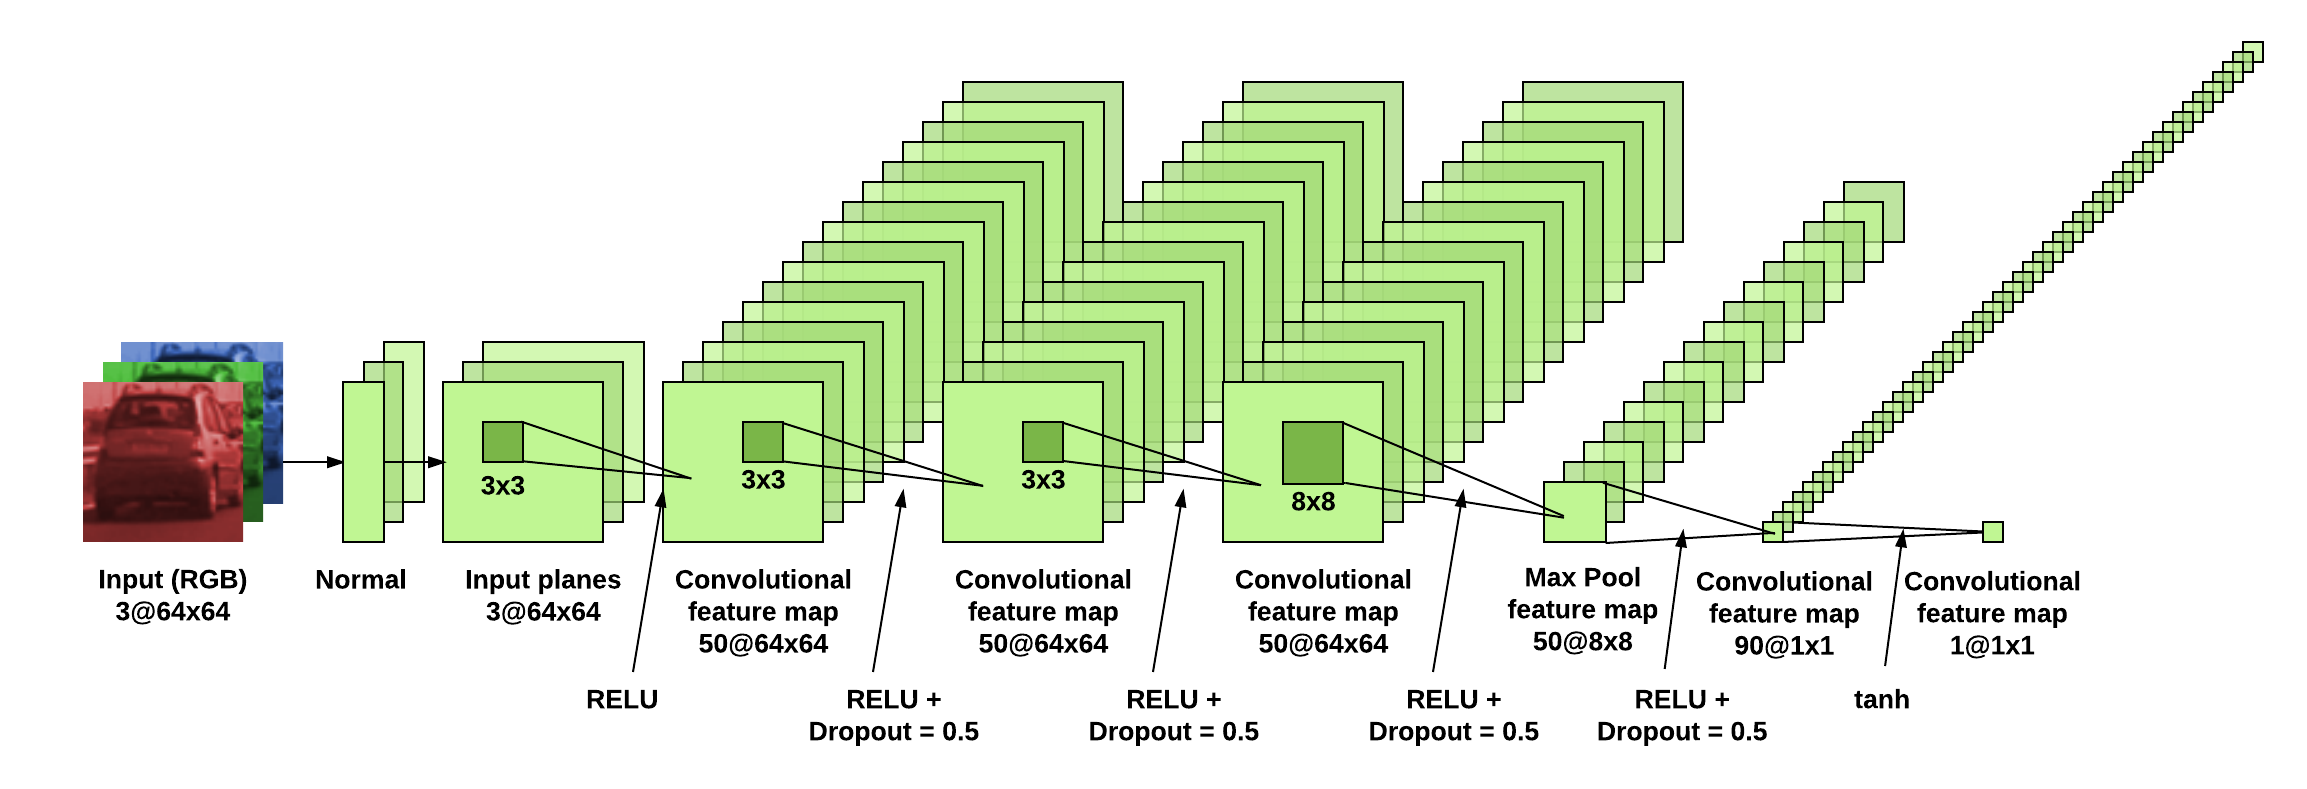 3x3
3x3
3x3
8x8
Input (RGB)
3@64x64
Normal
Input planes
3@64x64
Convolutional
feature map
50@64x64
Convolutional
feature map
50@64x64
Convolutional
feature map
50@64x64
Max Pool
feature map
50@8x8
Convolutional
feature map
90@1x1
Convolutional
feature map
1@1x1
RELU
RELU +
Dropout = 0.5
RELU +
Dropout = 0.5
RELU +
Dropout = 0.5
RELU +
Dropout = 0.5
tanh